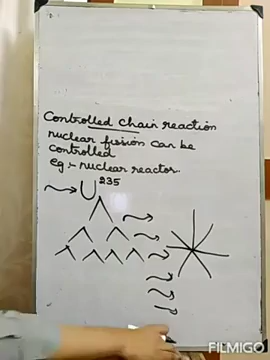 Controlled chain reaction
nuclear fission can be
controlled
eg :- nuclear reactor.
U 235
FILMIGO